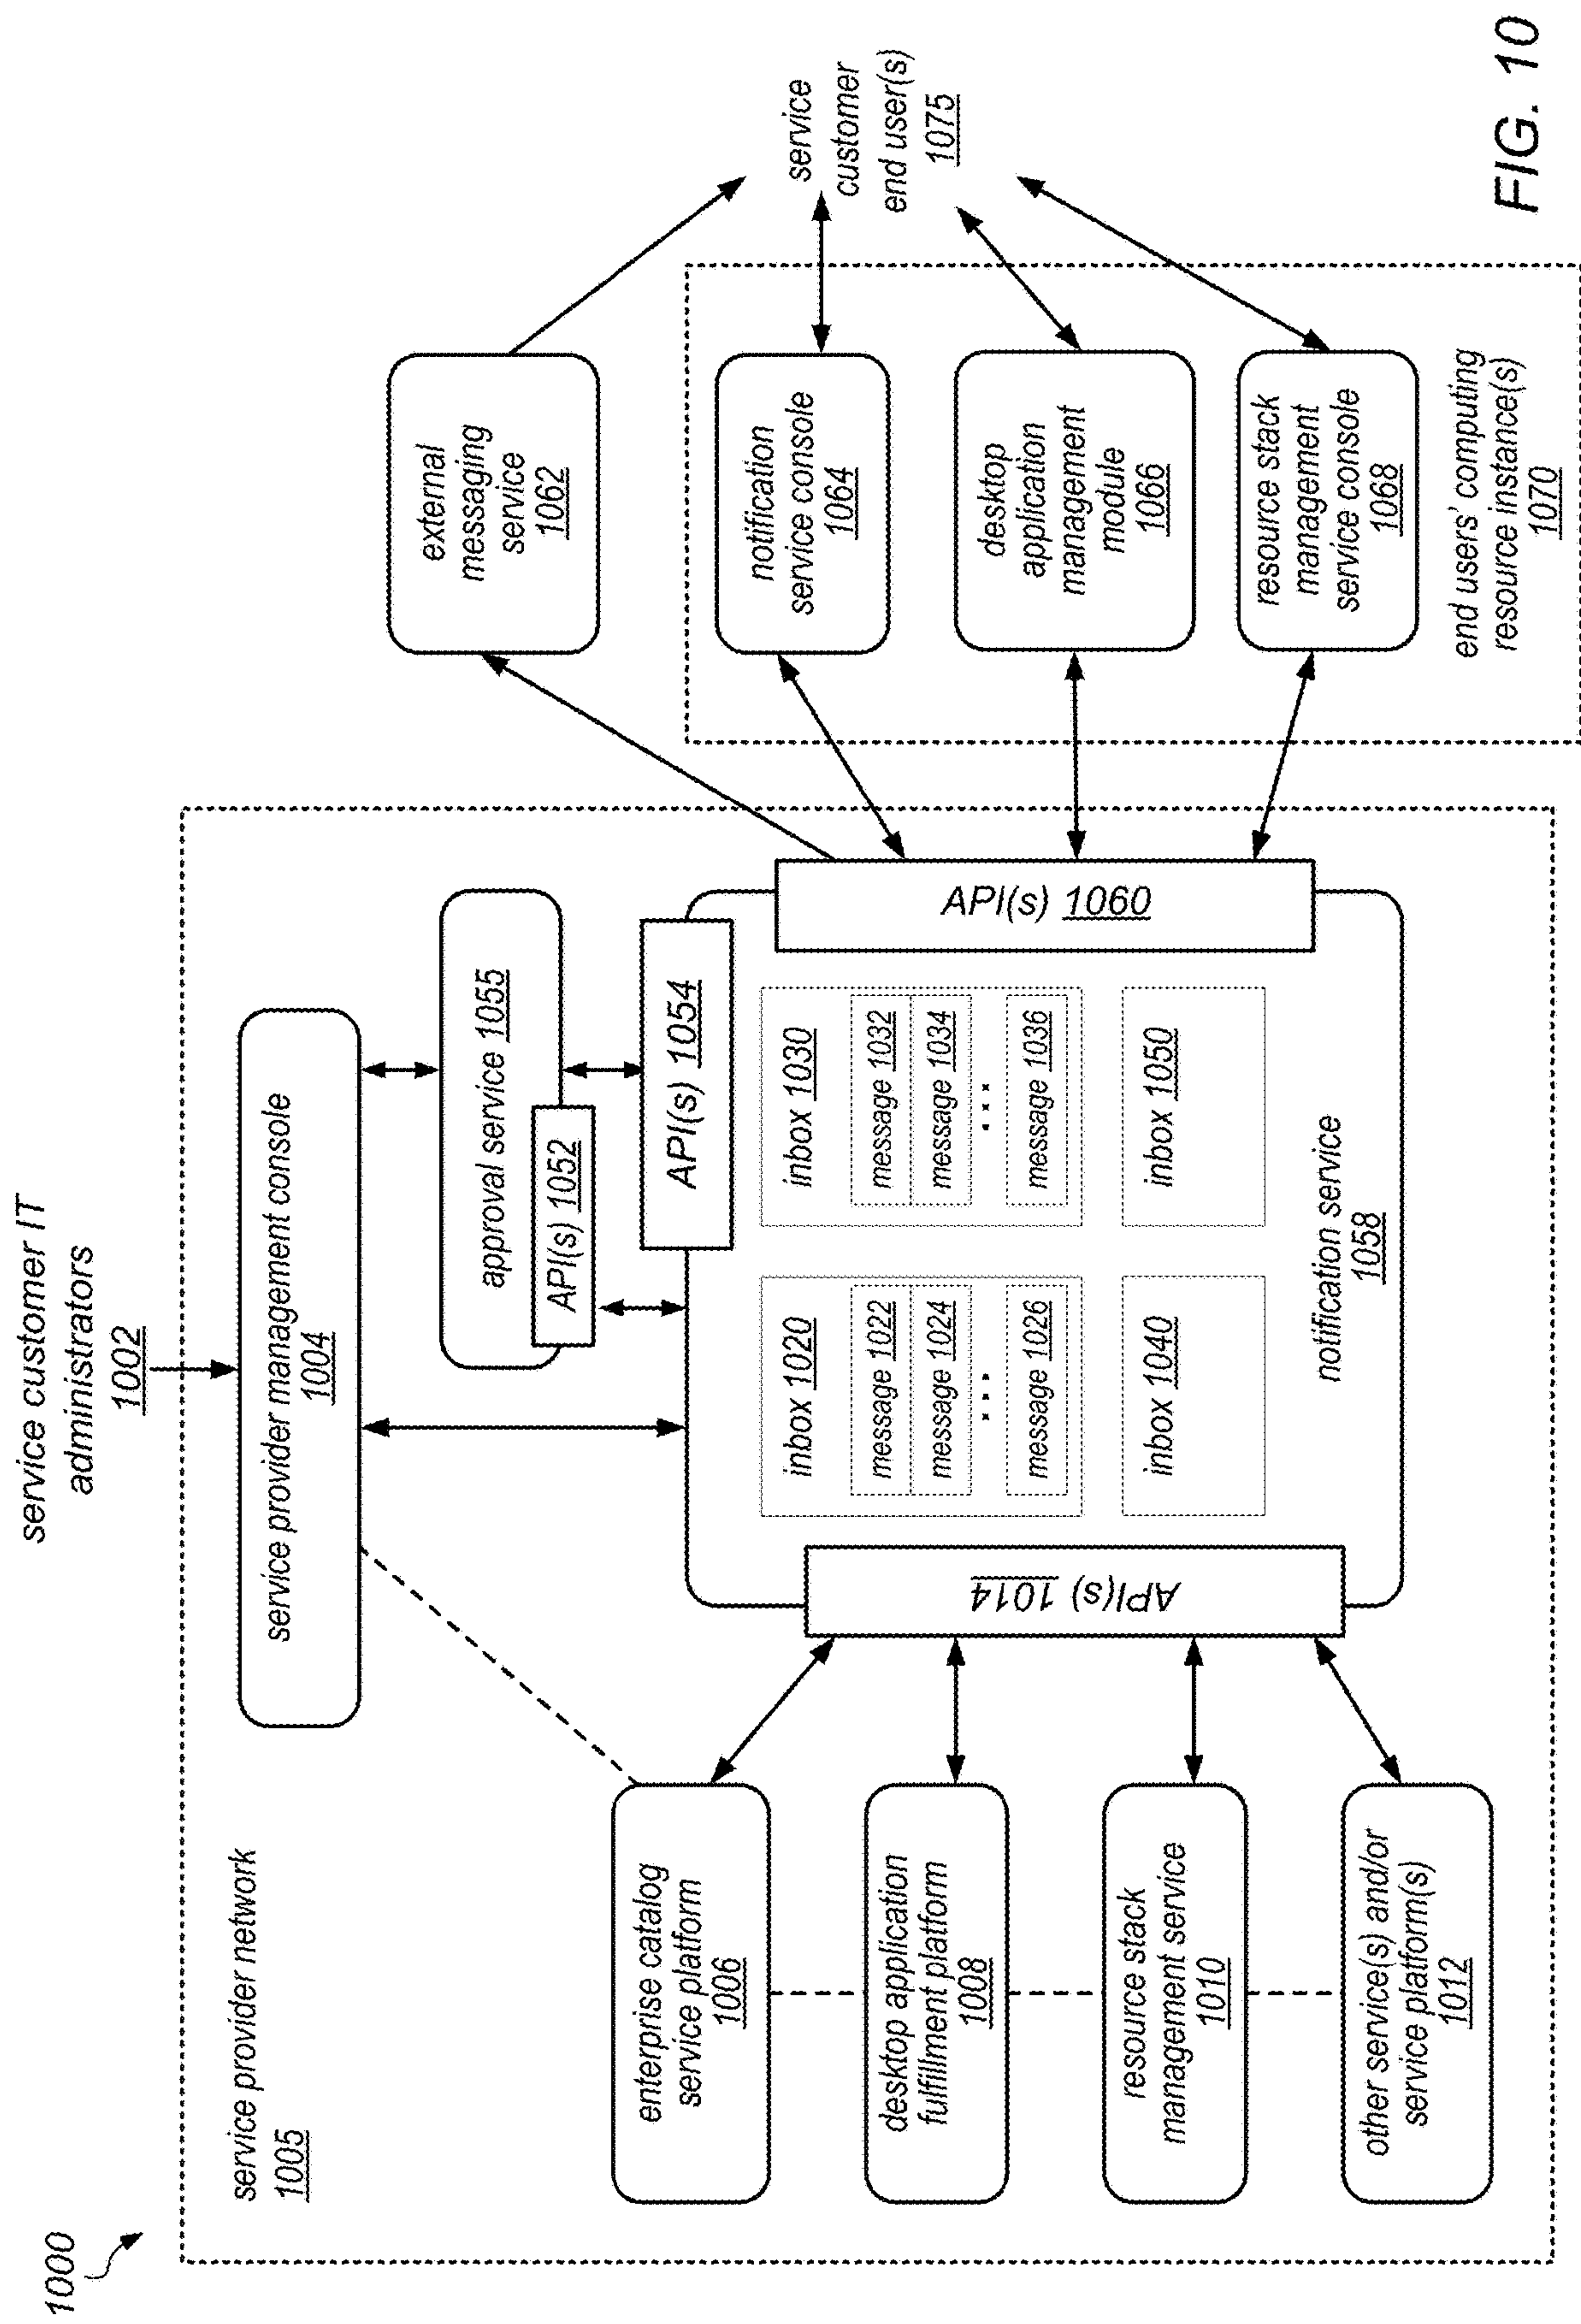 1000
service customer IT
administrators
1002
service provider network
1005
service provider management console
1004
approval service 1055
API(s) 1052
API(s) 1054
enterprise catalog
service platform
1006
desktop application
fulfillment platform
1008
resource stack
management service
1010
other service(s) and/or
service platform(s)
1012
API(s) 1014
inbox 1020
message 1022
message 1024
...
message 1026
inbox 1030
message 1032
message 1034
...
message 1036
inbox 1040
inbox 1050
notification service
1058
API(s) 1060
external
messaging
service
1062
notification
service console
1064
desktop
application
management
module
1066
resource stack
management
service console
1068
end users' computing
resource instance(s)
1070
service
customer
end user(s)
1075
FIG. 10